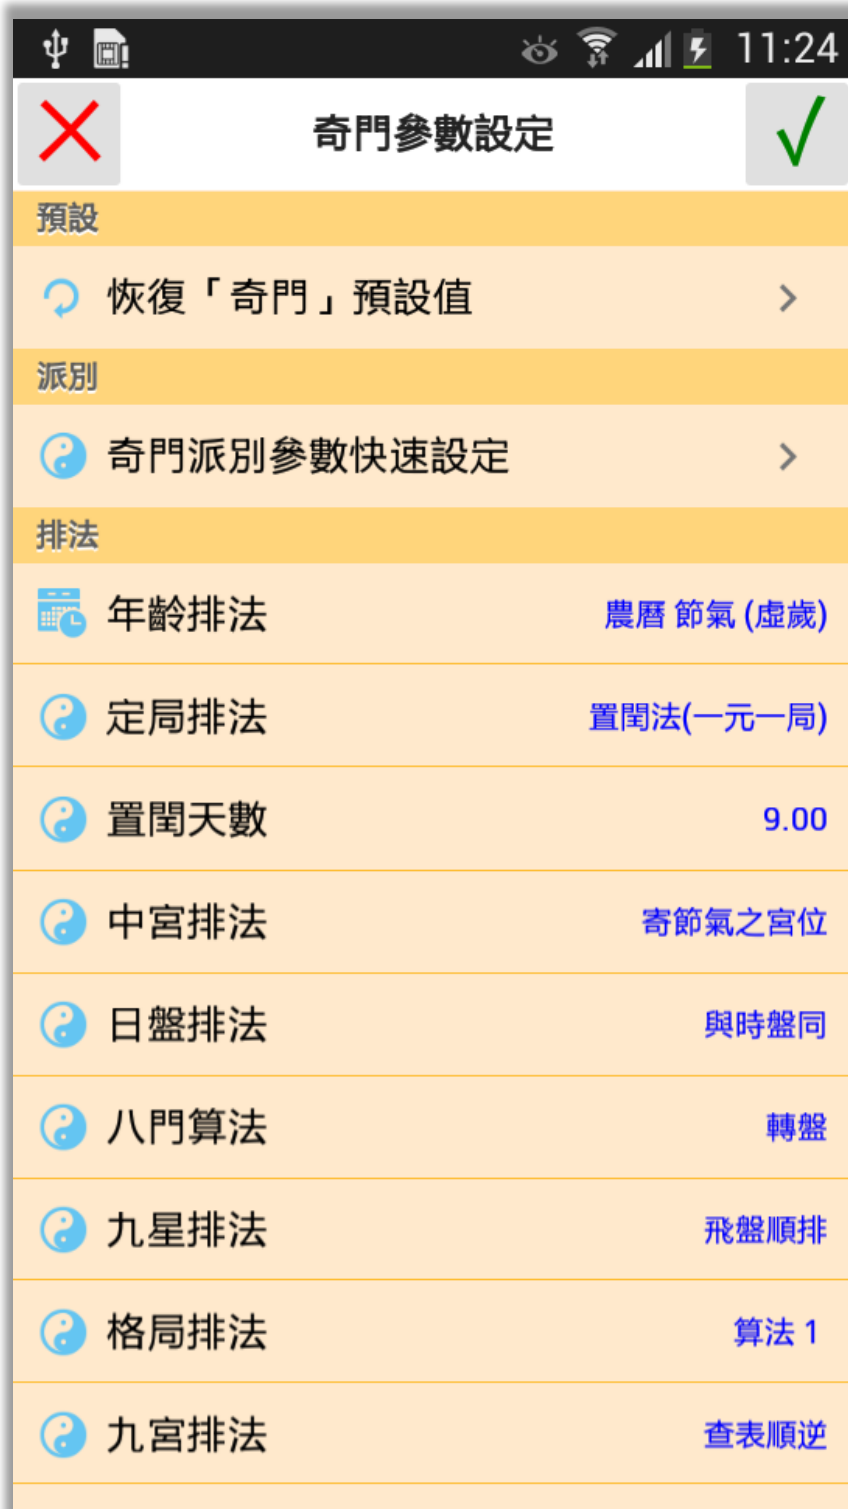 11:24
奇門參數設定
預設
恢復「奇門」預設值
派別
奇門派別參數快速設定
排法
年齡排法 農曆 節氣 (虛歲)
定局排法 置閏法(一元一局)
置閏天數 9.00
中宮排法 寄節氣之宮位
日盤排法 與時盤同
八門算法 轉盤
九星排法 飛盤順排
格局排法 算法 1
九宮排法 查表順逆